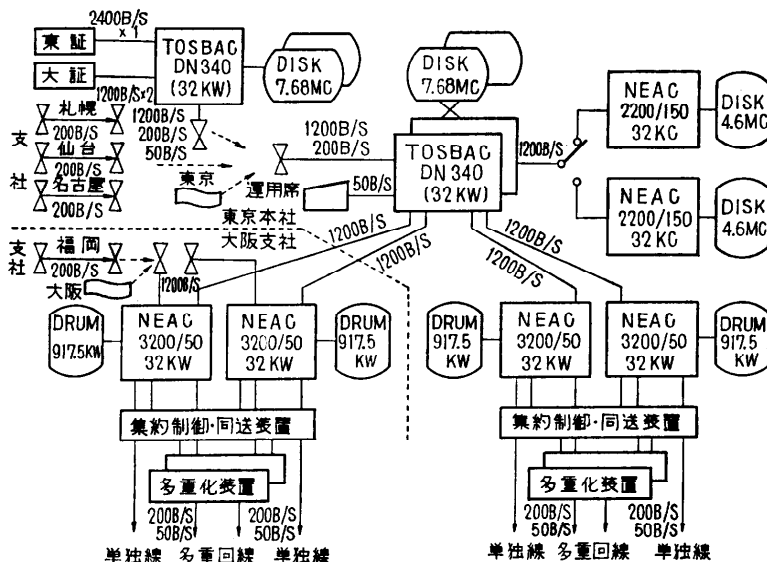 2400B/S
×1
東証
大証
TOSBAC
DN340
(32KW)
DISK
7.68MC
1200B/S×2
札幌
200B/S
仙台
200B/S
名古屋
200B/S
支
社
1200B/S
200B/S
50B/S
東京
DISK
7.68MC
1200B/S
200B/S
TOSBAC
DN340
(32KW)
運用席
50B/S
1200B/S
NEAC
2200/150
32KC
DISK
4.6MC
NEAC
2200/150
32KC
DISK
4.6MC
東京本社
大阪支社
支社
福岡
200B/S
大阪
1200B/S
1200B/S
1200B/S
1200B/S
1200B/S
DRUM
917.5KW
NEAC
3200/50
32KW
NEAC
3200/50
32KW
DRUM
917.5
KW
DRUM
917.5
KW
NEAC
3200/50
32KW
NEAC
3200/50
32KW
DRUM
917.5
KW
集約制御・同送装置
集約制御・同送装置
多重化装置
多重化装置
200B/S
50B/S
200B/S
50B/S
200B/S
50B/S
200B/S
50B/S
単独線 多重回線 単独線
単独線 多重回線 単独線